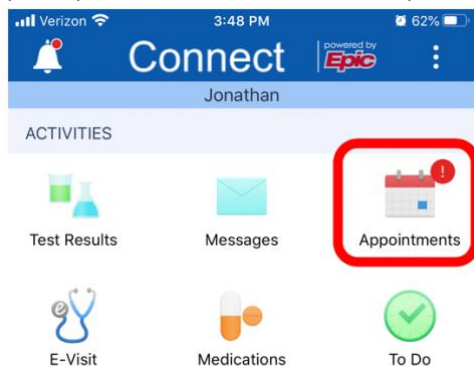 Verizon 3:48 PM 62%
Connect powered by Epic
Jonathan
ACTIVITIES
Test Results Messages Appointments
E-Visit Medications To Do